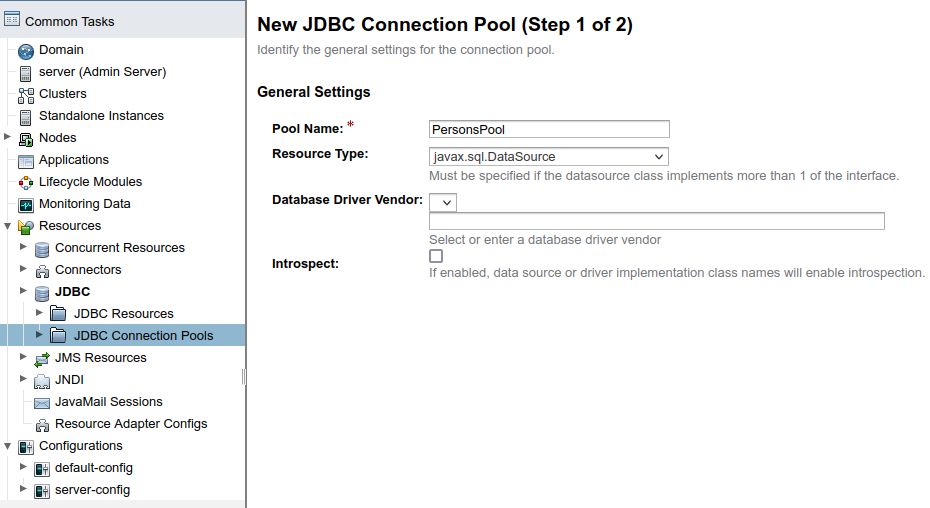 Common Tasks
Domain
server (Admin Server)
Clusters
Standalone Instances
Nodes
Applications
Lifecycle Modules
Monitoring Data
Resources
Concurrent Resources
Connectors
JDBC
JDBC Resources
JDBC Connection Pools
JMS Resources
JNDI
JavaMail Sessions
Resource Adapter Configs
Configurations
default-config
server-config
New JDBC Connection Pool (Step 1 of 2)
Identify the general settings for the connection pool.
General Settings
Pool Name: * PersonsPool
Resource Type: javax.sql.DataSource
Must be specified if the datasource class implements more than 1 of the interface.
Database Driver Vendor:
Select or enter a database driver vendor
Introspect:
If enabled, data source or driver implementation class names will enable introspection.